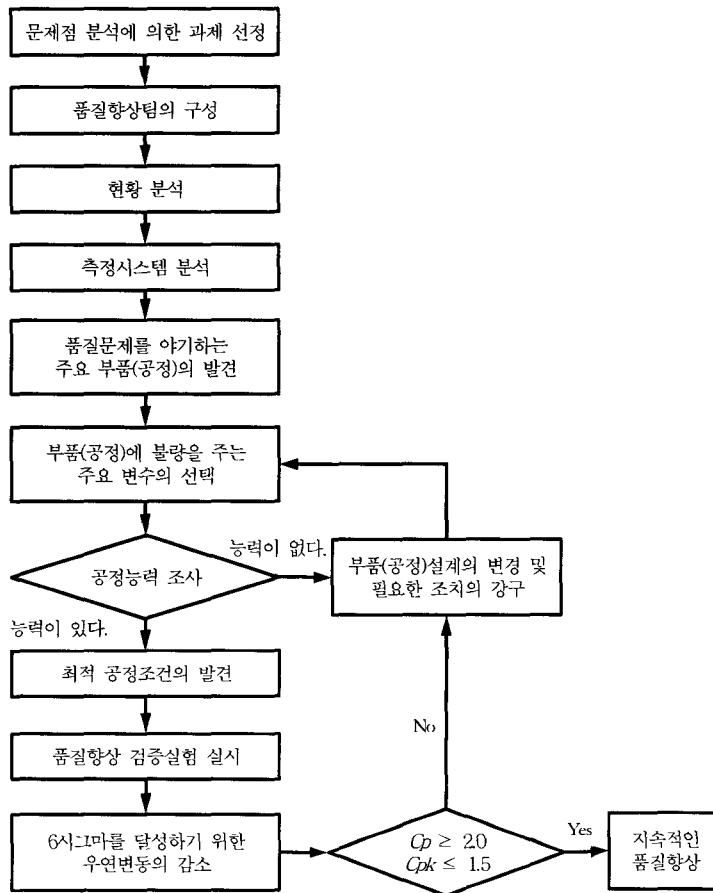 문제점 분석에 의한 과제 선정
품질향상팀의 구성
현황 분석
측정시스템 분석
품질문제를 야기하는
주요 부품(공정)의 발견
부품(공정)에 불량을 주는
주요 변수의 선택
공정능력 조사
능력이 없다.
부품(공정)설계의 변경 및
필요한 조치의 강구
능력이 있다.
최적 공정조건의 발견
품질향상 검증실험 실시
No
6시그마를 달성하기 위한
우연변동의 감소
Cp ≥ 2.0
Cpk ≤ 1.5
Yes
지속적인
품질향상